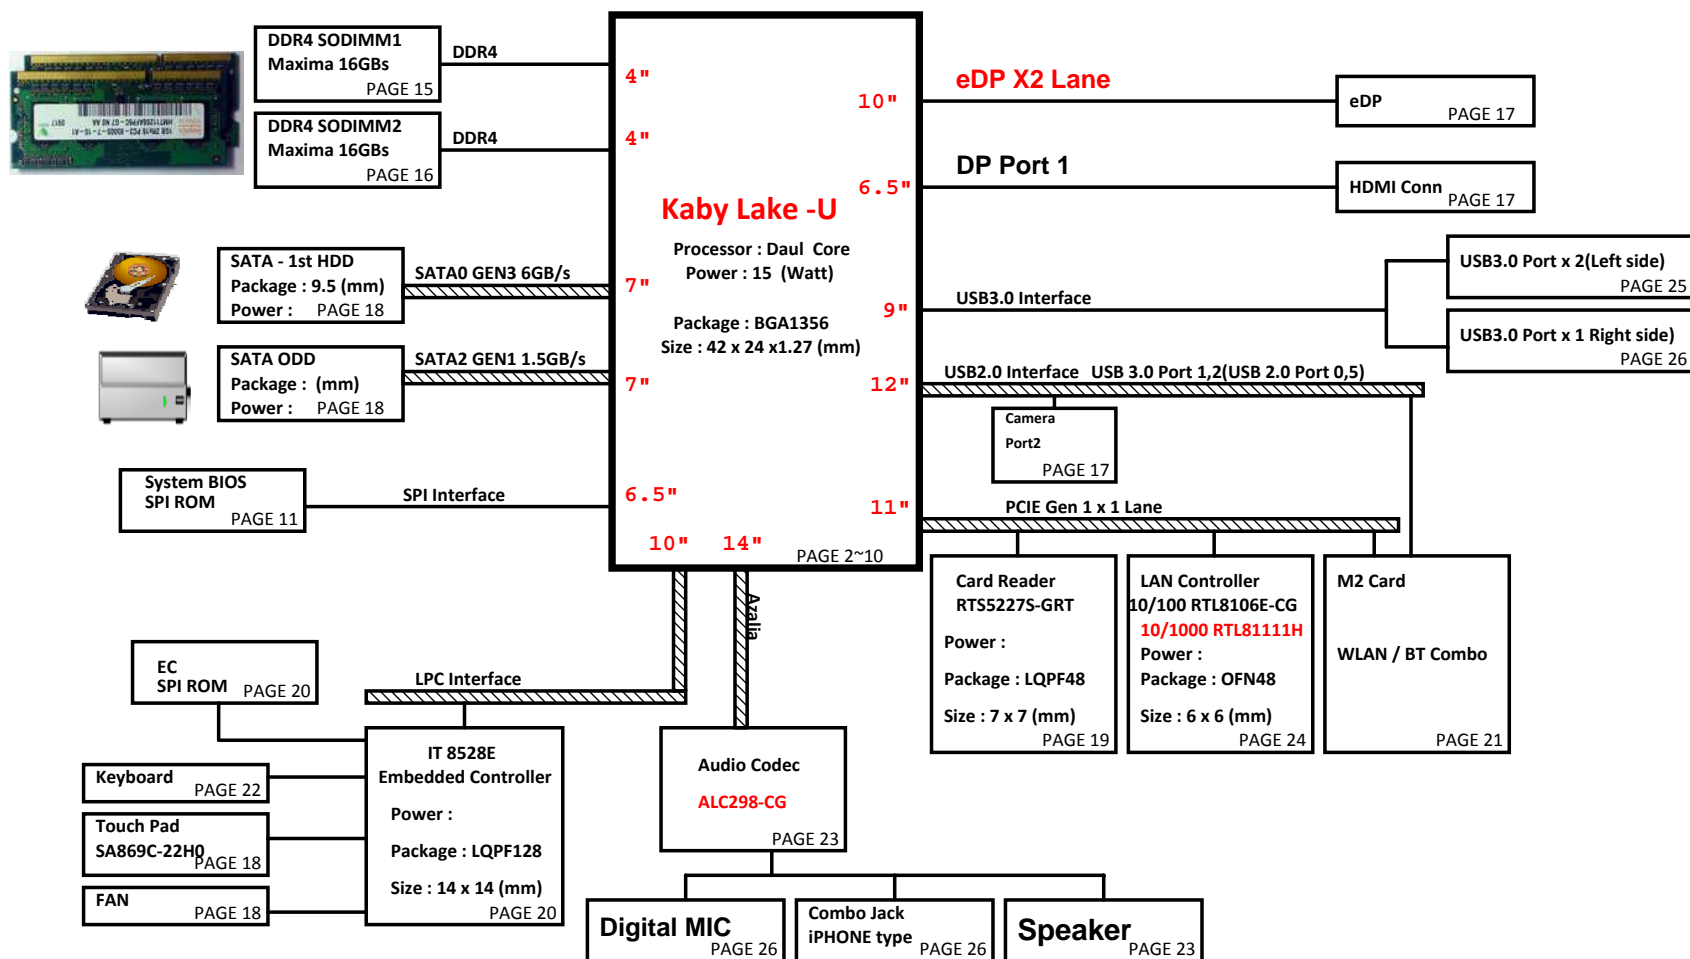 DDR4 SODIMM1
Maxima 16GBs
PAGE 15
DDR4
4"
DDR4 SODIMM2
Maxima 16GBs
PAGE 16
DDR4
4"
SATA - 1st HDD
Package : 9.5 (mm)
Power :
PAGE 18
SATA0 GEN3 6GB/s
7"
SATA ODD
Package : (mm)
Power :
PAGE 18
SATA2 GEN1 1.5GB/s
7"
System BIOS
SPI ROM
PAGE 11
SPI Interface
6.5"
10"
14"
Kaby Lake -U
Processor : Daul Core
Power : 15 (Watt)
Package : BGA1356
Size : 42 x 24 x1.27 (mm)
PAGE 2~10
10"
eDP X2 Lane
eDP
PAGE 17
6.5"
DP Port 1
HDMI Conn
PAGE 17
9"
USB3.0 Interface
USB3.0 Port x 2(Left side)
PAGE 25
USB3.0 Port x 1 Right side)
PAGE 26
12"
USB2.0 Interface USB 3.0 Port 1,2(USB 2.0 Port 0,5)
Camera
Port2
PAGE 17
11"
PCIE Gen 1 x 1 Lane
Card Reader
RTS5227S-GRT
Power :
Package : LQPF48
Size : 7 x 7 (mm)
PAGE 19
LAN Controller
10/100 RTL8106E-CG
10/1000 RTL81111H
Power :
Package : OFN48
Size : 6 x 6 (mm)
PAGE 24
M2 Card
WLAN / BT Combo
PAGE 21
Azalia
LPC Interface
EC
SPI ROM
PAGE 20
IT 8528E
Embedded Controller
Power :
Package : LQPF128
Size : 14 x 14 (mm)
PAGE 20
Keyboard
PAGE 22
Touch Pad
SA869C-22H0
PAGE 18
FAN
PAGE 18
Audio Codec
ALC298-CG
PAGE 23
Digital MIC
PAGE 26
Combo Jack
iPHONE type
PAGE 26
Speaker
PAGE 23